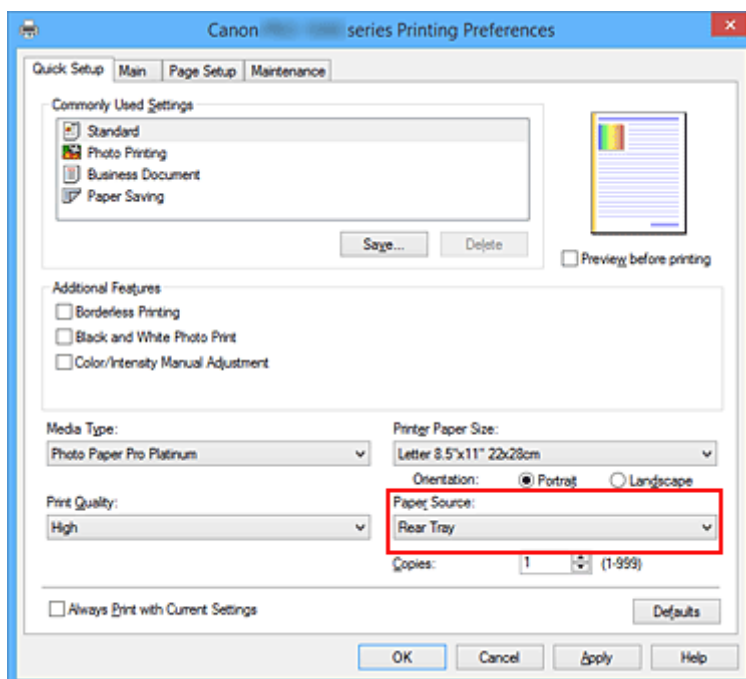 Canon series Printing Preferences
Quick Setup Main Page Setup Maintenance
Commonly Used Settings
Standard
Photo Printing
Business Document
Paper Saving
Save... Delete
Preview before printing
Additional Features
Borderless Printing
Black and White Photo Print
Color/Intensity Manual Adjustment
Media Type: Printer Paper Size:
Photo Paper Pro Platinum Letter 8.5"x11" 22x28cm
Orientation: Portrait Landscape
Print Quality: Paper Source:
High Rear Tray
Copies: 1 (1-999)
Always Print with Current Settings Defaults
OK Cancel Apply Help